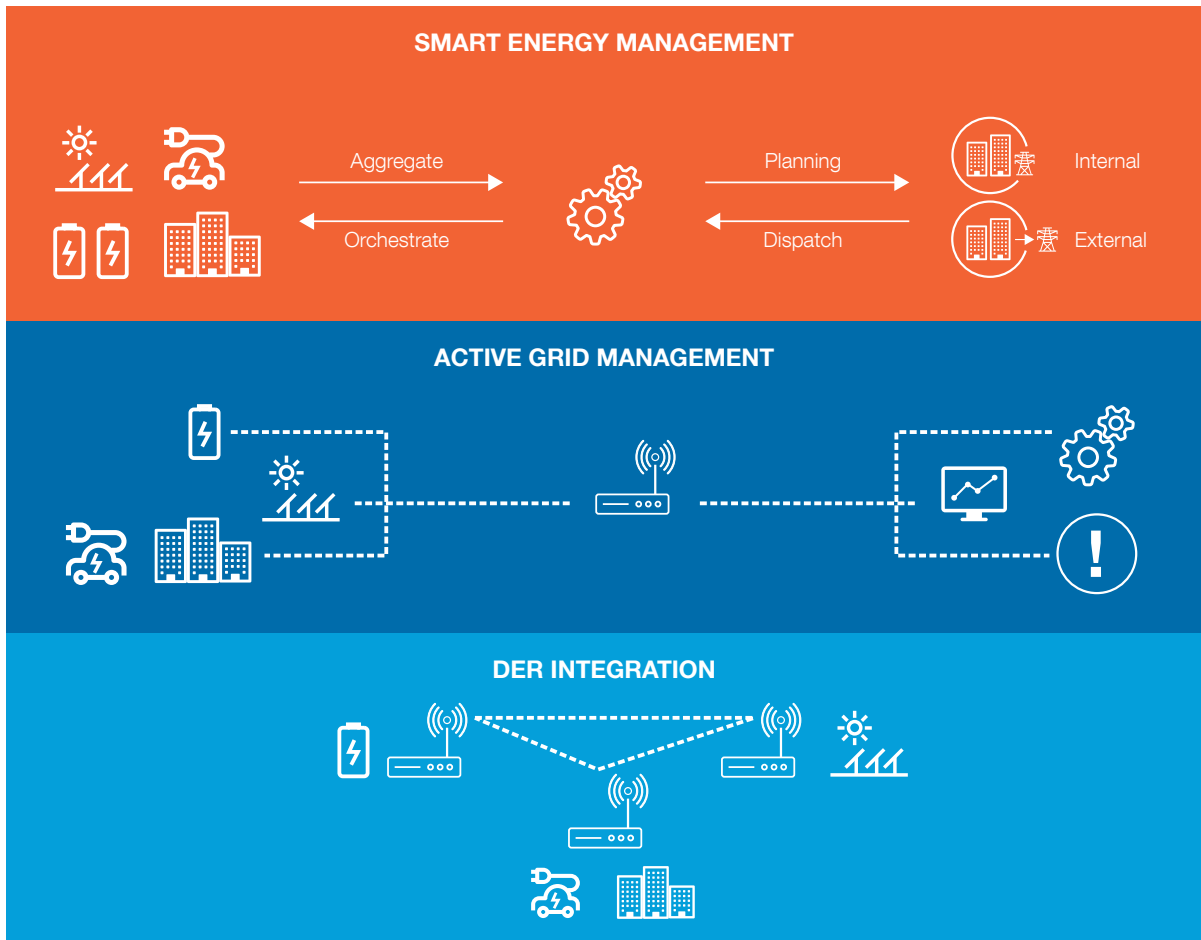 SMART ENERGY MANAGEMENT
Aggregate
Planning
Internal
Orchestrate
Dispatch
External
ACTIVE GRID MANAGEMENT
!
DER INTEGRATION